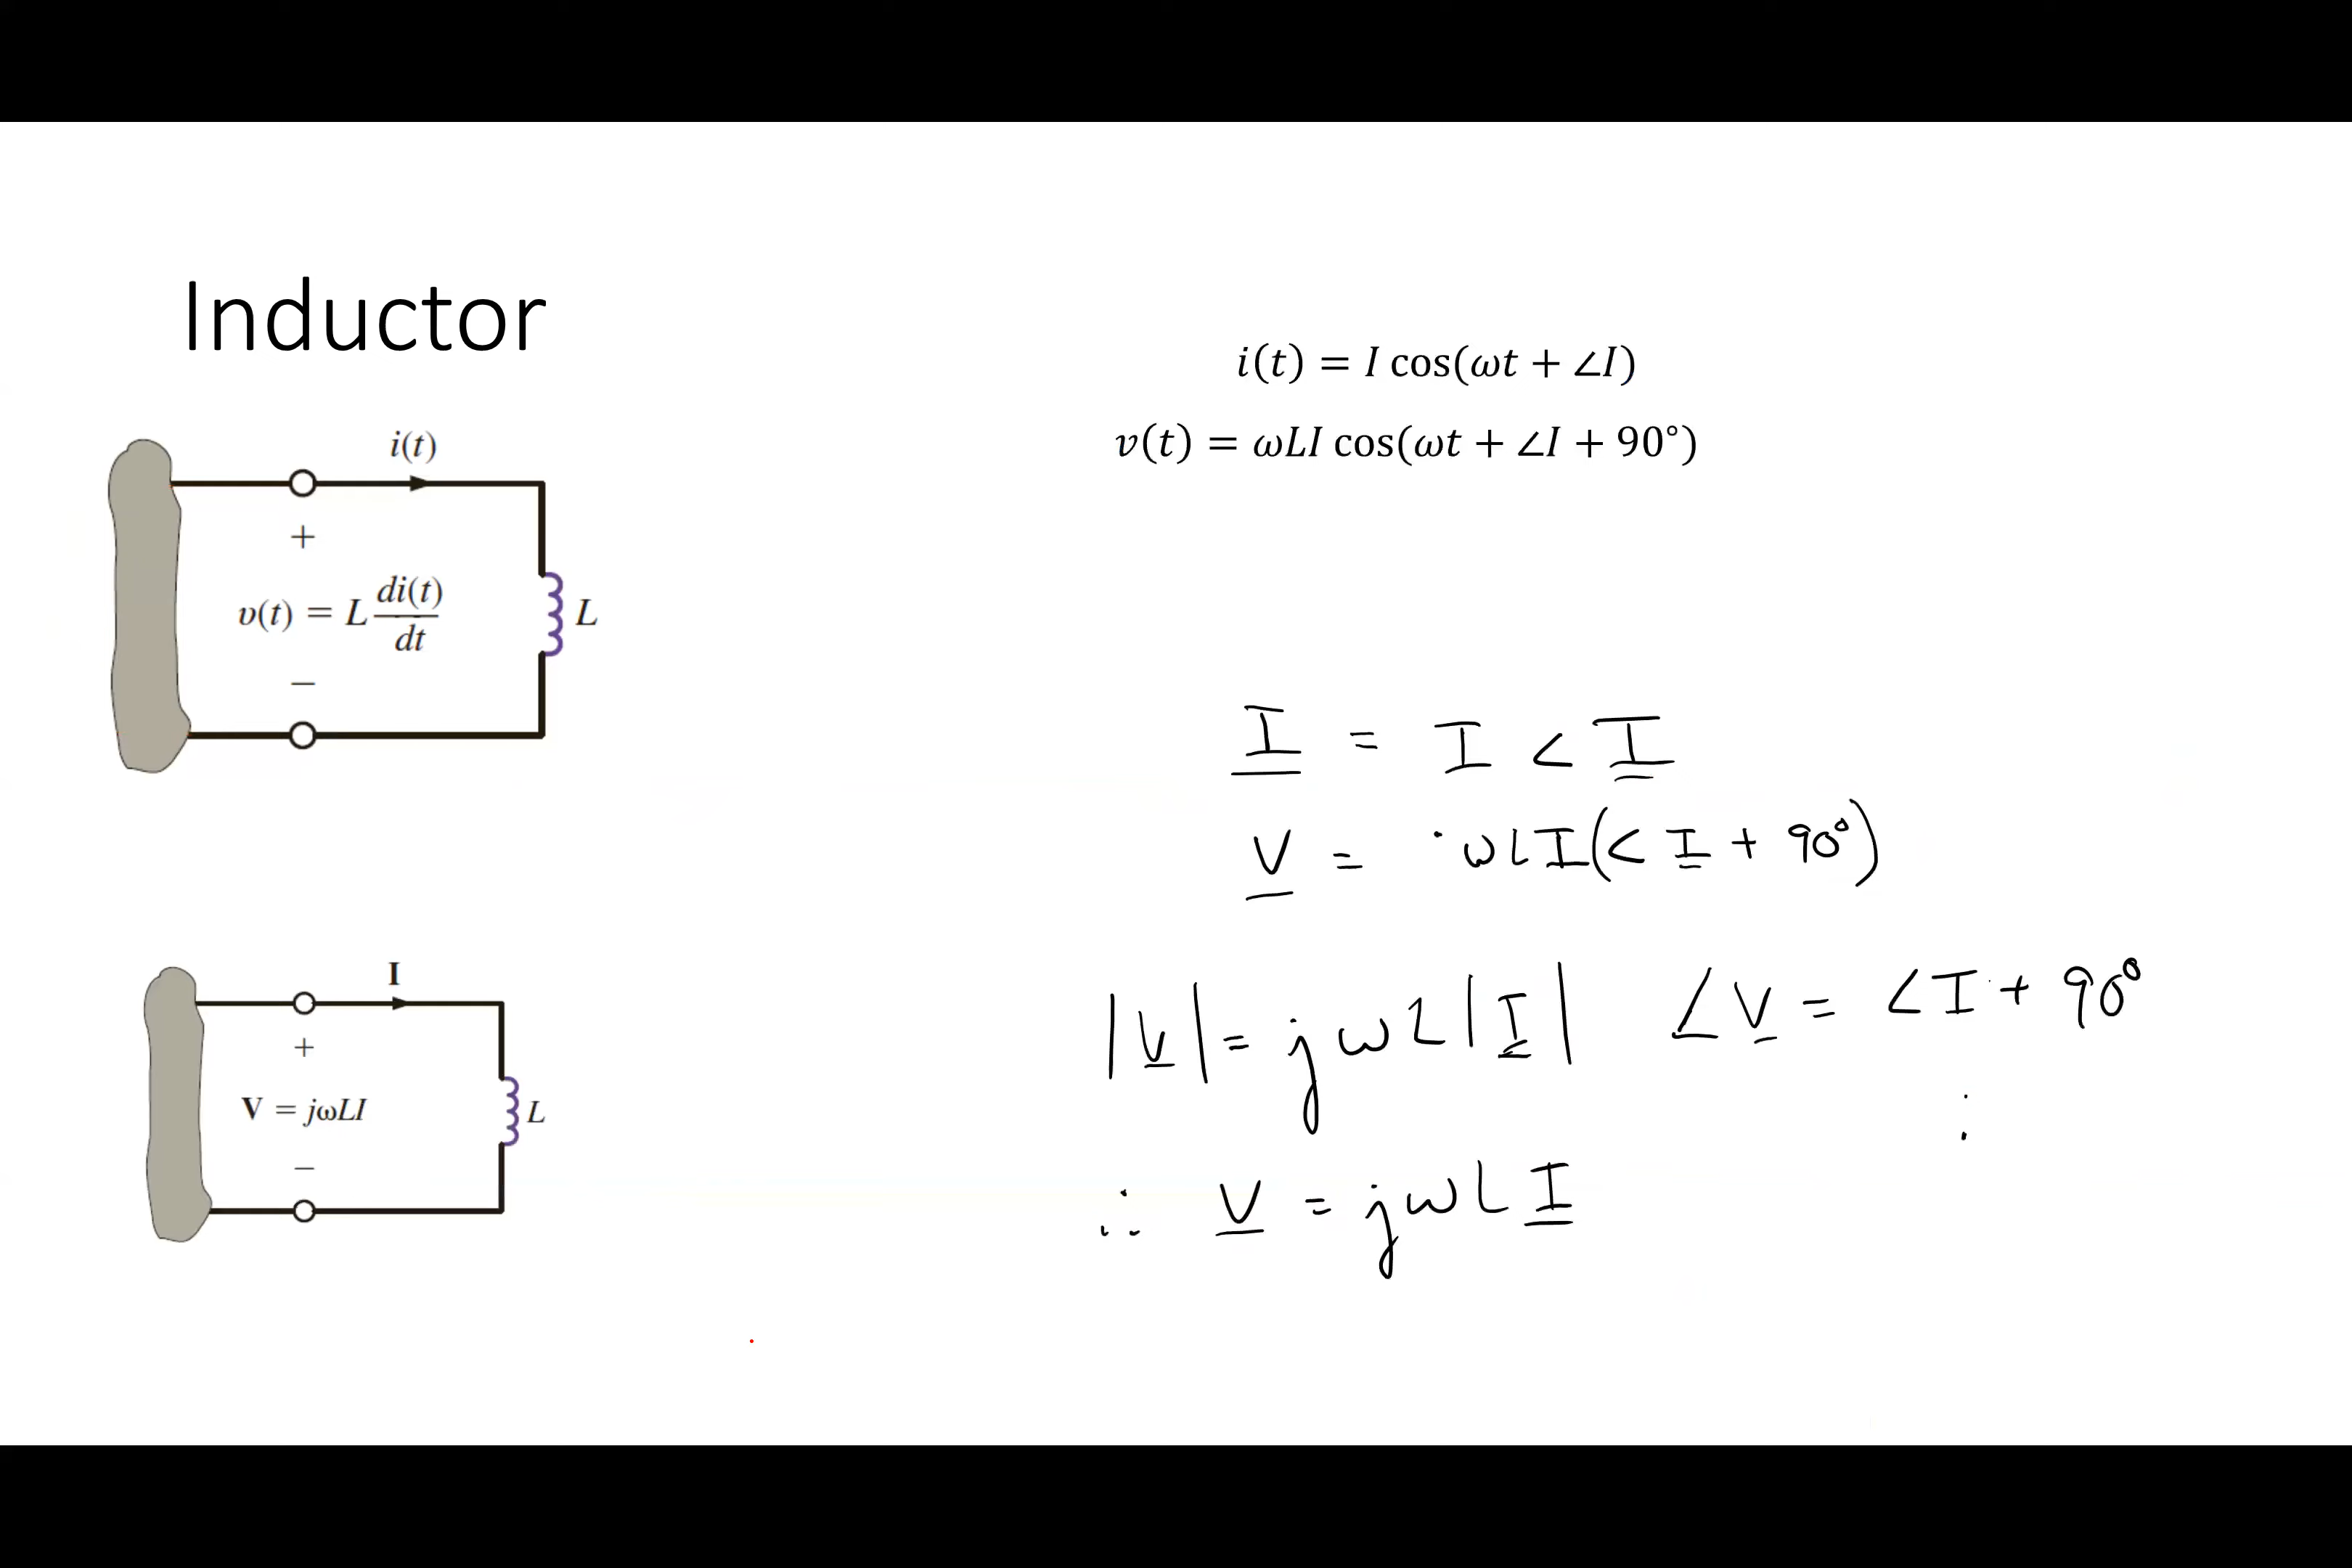 Inductor
i(t) = I cos(ωt + ∠I)
v(t) = ωLI cos(ωt + ∠I + 90°)
i(t)
+
v(t) = L di(t)/dt
L
−
I = I < I
V = ωLI(< I + 90°)
I
+
V = jωLI
L
−
|V| = jωL|I| ∠V = ∠I + 90°
∴ V = jωLI